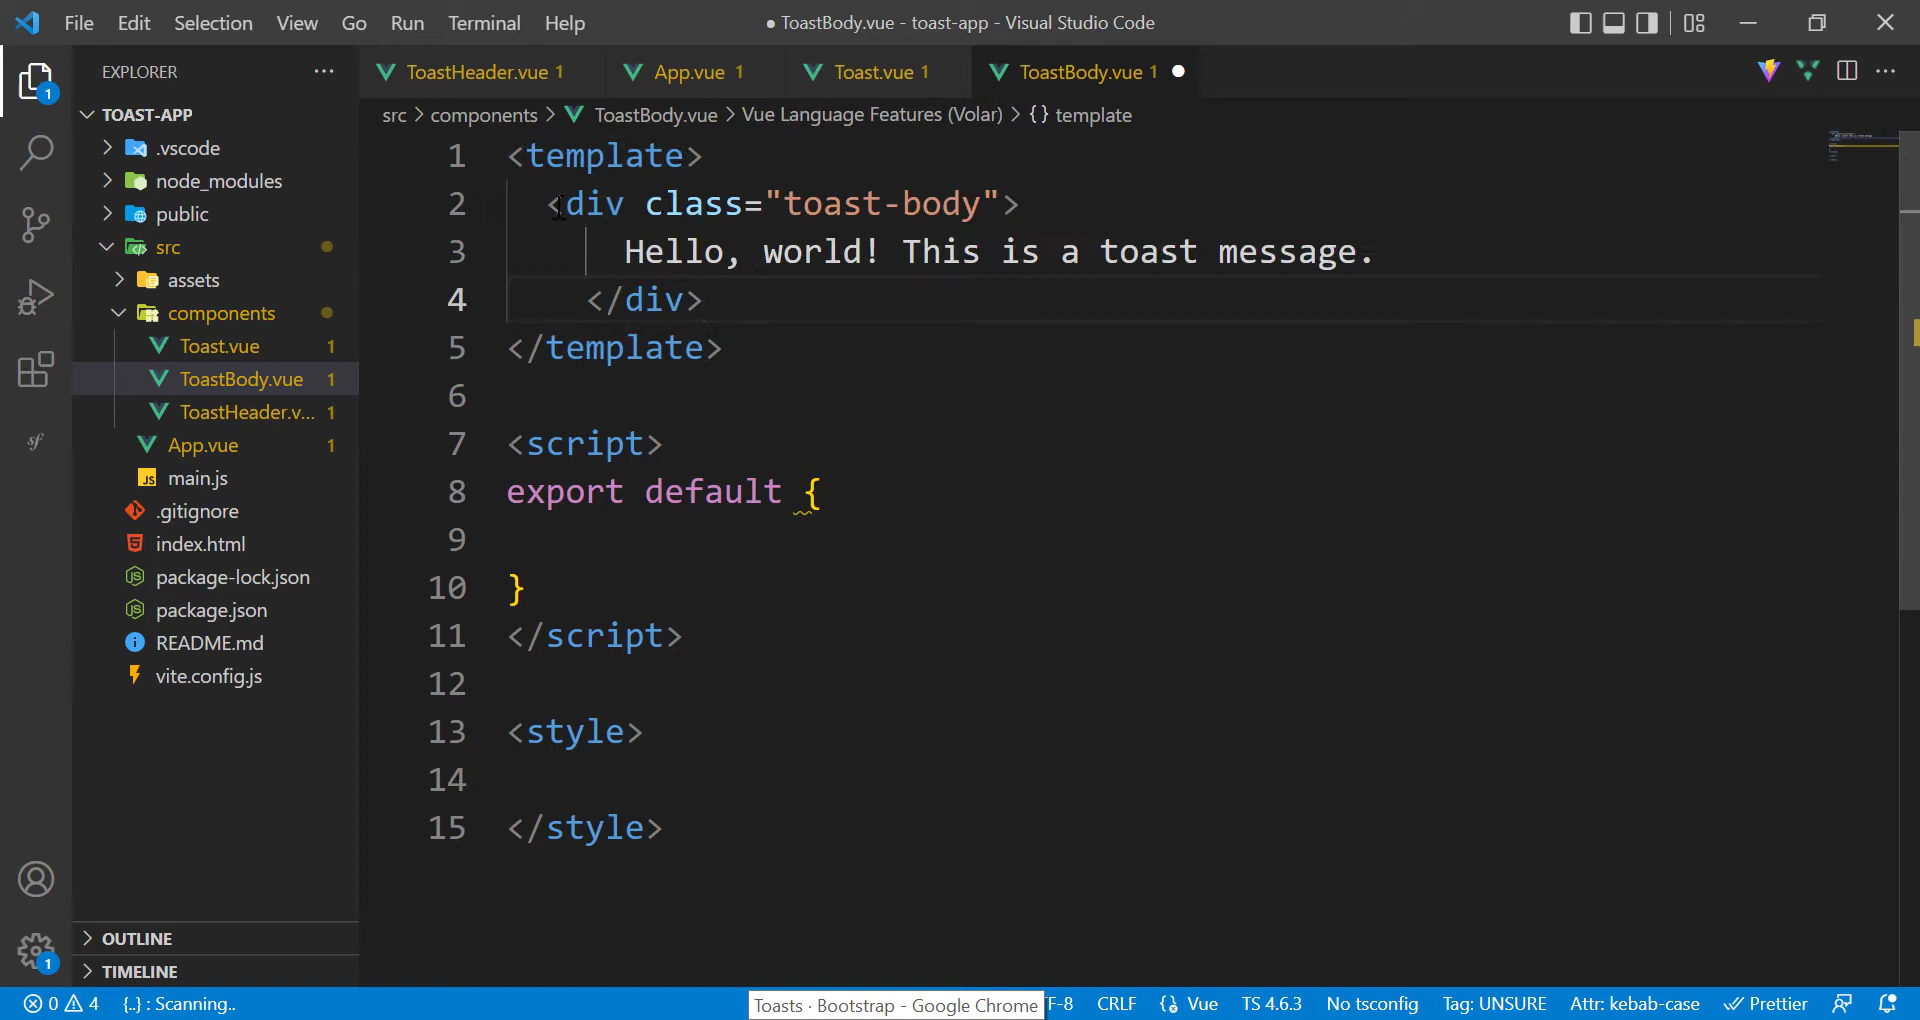 File Edit Selection View Go Run Terminal Help
● ToastBody.vue - toast-app - Visual Studio Code
EXPLORER
TOAST-APP
.vscode
node_modules
public
src
assets
components
Toast.vue 1
ToastBody.vue 1
ToastHeader.v... 1
App.vue 1
main.js
.gitignore
index.html
package-lock.json
package.json
README.md
vite.config.js
OUTLINE
TIMELINE
1
1
ToastHeader.vue 1 App.vue 1 Toast.vue 1 ToastBody.vue 1 ●
src > components > ToastBody.vue > Vue Language Features (Volar) > {} template
1 <template>
2 <div class="toast-body">
3 Hello, world! This is a toast message.
4 </div>
5 </template>
6
7 <script>
8 export default {
9
10 }
11 </script>
12
13 <style>
14
15 </style>
0 4 {..} : Scanning.. Toasts · Bootstrap - Google Chrome TF-8 CRLF {} Vue TS 4.6.3 No tsconfig Tag: UNSURE Attr: kebab-case Prettier